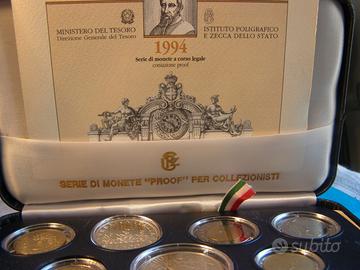 MINISTERO DEL TESORO
Direzione Generale del Tesoro
ISTITUTO POLIGRAFICO
E ZECCA DELLO STATO
1994
Serie di monete a corso legale
coniazione proof
SERIE DI MONETE "PROOF" PER COLLEZIONISTI
subito